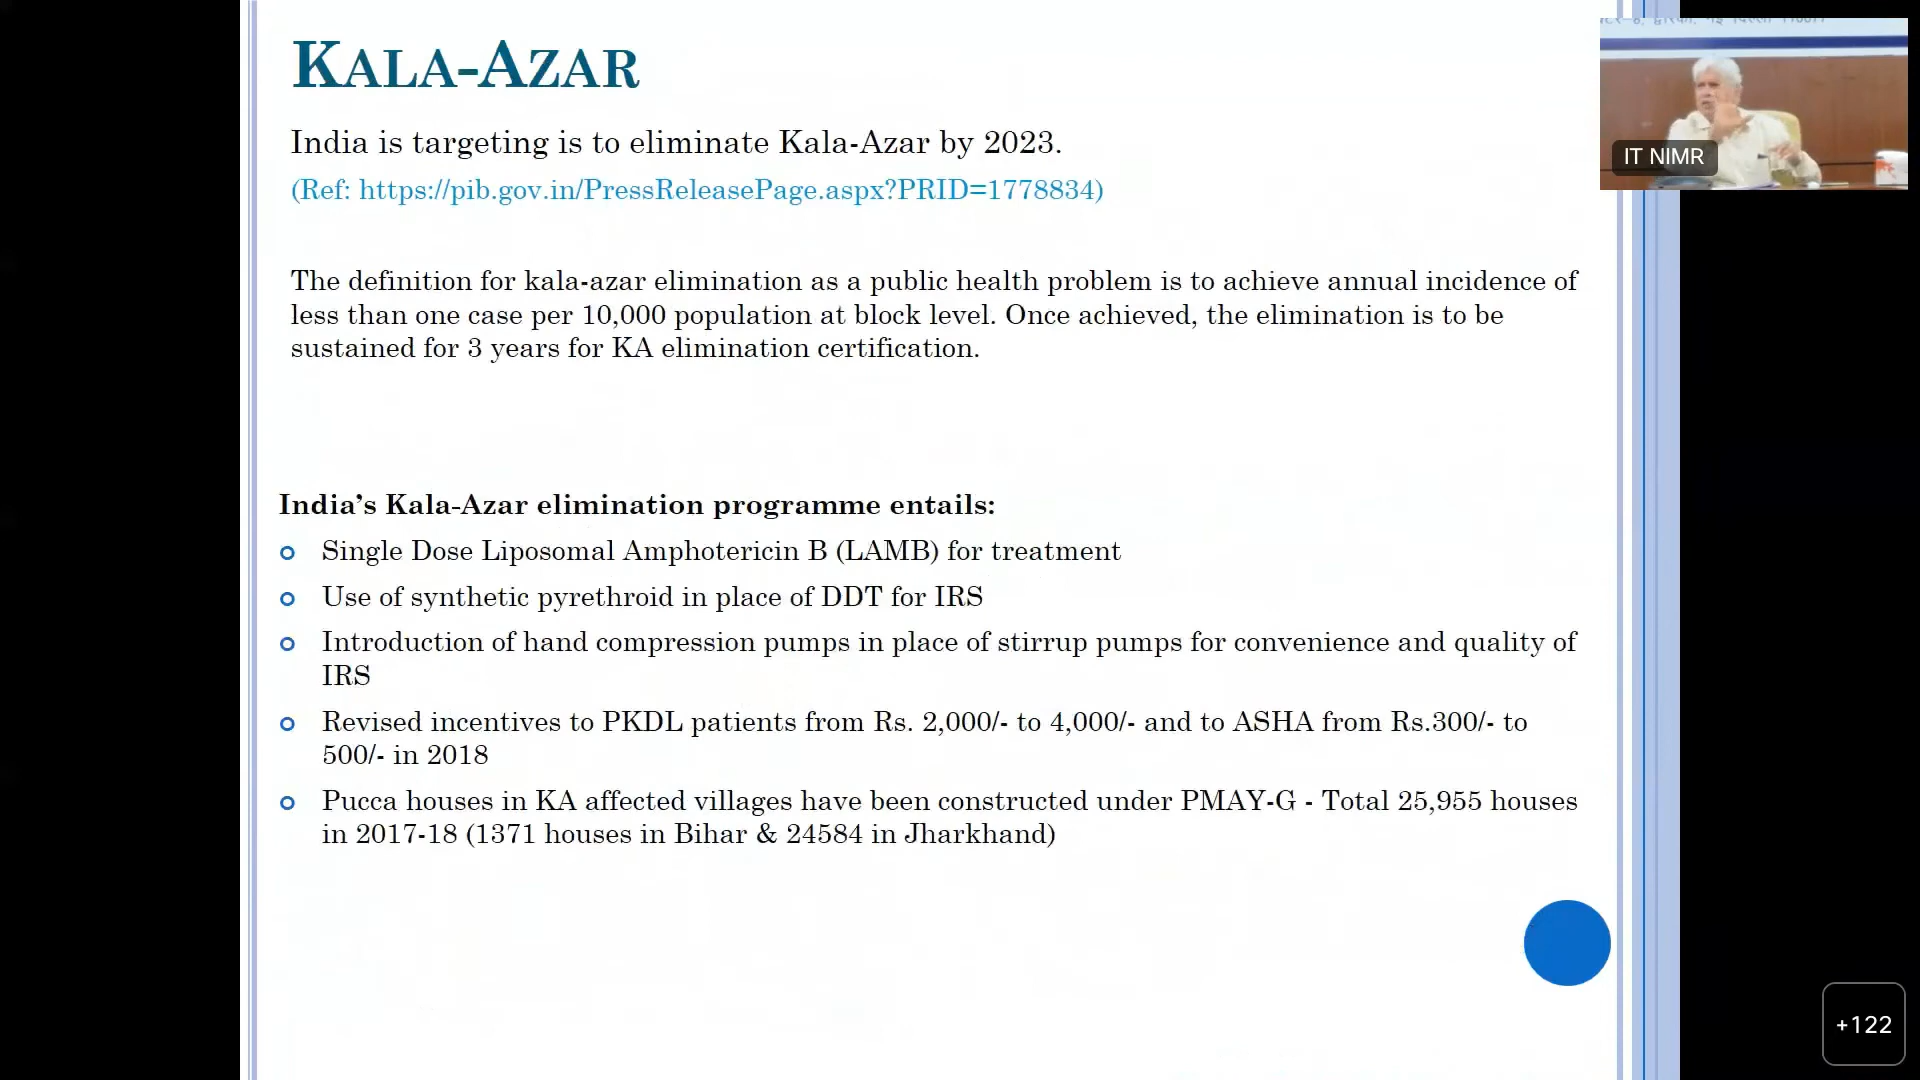 KALA-AZAR
India is targeting is to eliminate Kala-Azar by 2023.
(Ref: https://pib.gov.in/PressReleasePage.aspx?PRID=1778834)
The definition for kala-azar elimination as a public health problem is to achieve annual incidence of
less than one case per 10,000 population at block level. Once achieved, the elimination is to be
sustained for 3 years for KA elimination certification.
India's Kala-Azar elimination programme entails:
Single Dose Liposomal Amphotericin B (LAMB) for treatment
Use of synthetic pyrethroid in place of DDT for IRS
Introduction of hand compression pumps in place of stirrup pumps for convenience and quality of
IRS
Revised incentives to PKDL patients from Rs. 2,000/- to 4,000/- and to ASHA from Rs.300/- to
500/- in 2018
Pucca houses in KA affected villages have been constructed under PMAY-G - Total 25,955 houses
in 2017-18 (1371 houses in Bihar & 24584 in Jharkhand)
IT NIMR
+122